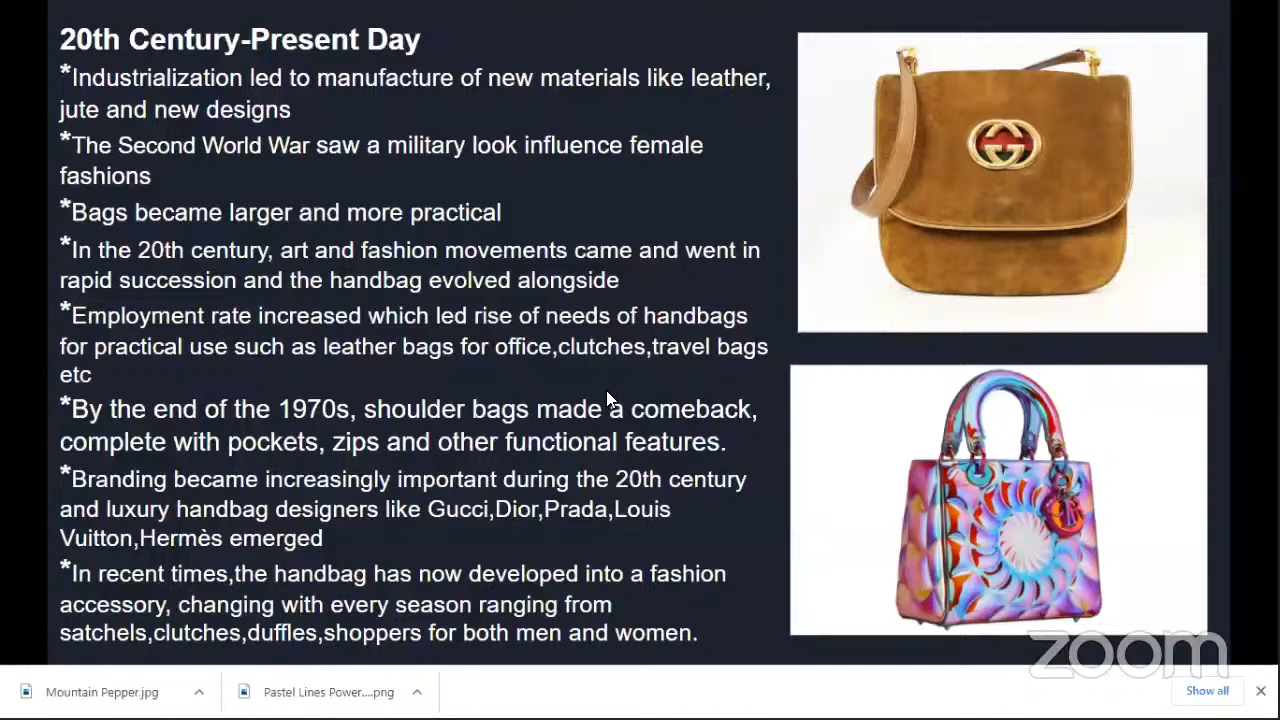 20th Century-Present Day
*Industrialization led to manufacture of new materials like leather,
jute and new designs
*The Second World War saw a military look influence female
fashions
*Bags became larger and more practical
*In the 20th century, art and fashion movements came and went in
rapid succession and the handbag evolved alongside
*Employment rate increased which led rise of needs of handbags
for practical use such as leather bags for office,clutches,travel bags
etc
*By the end of the 1970s, shoulder bags made a comeback,
complete with pockets, zips and other functional features.
*Branding became increasingly important during the 20th century
and luxury handbag designers like Gucci,Dior,Prada,Louis
Vuitton,Hermès emerged
*In recent times,the handbag has now developed into a fashion
accessory, changing with every season ranging from
satchels,clutches,duffles,shoppers for both men and women.
zoom
Mountain Pepper.jpg
Pastel Lines Power....png
Show all